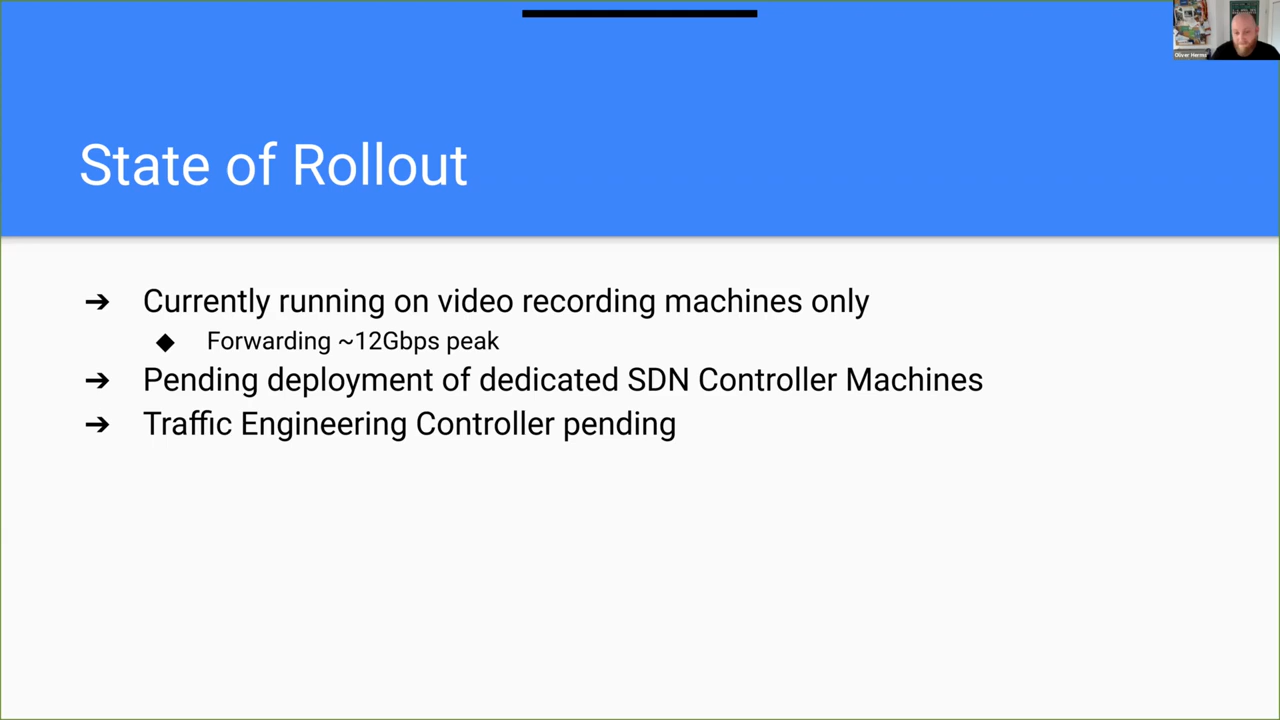 State of Rollout
➔ Currently running on video recording machines only
◆ Forwarding ~12Gbps peak
➔ Pending deployment of dedicated SDN Controller Machines
➔ Traffic Engineering Controller pending
Oliver